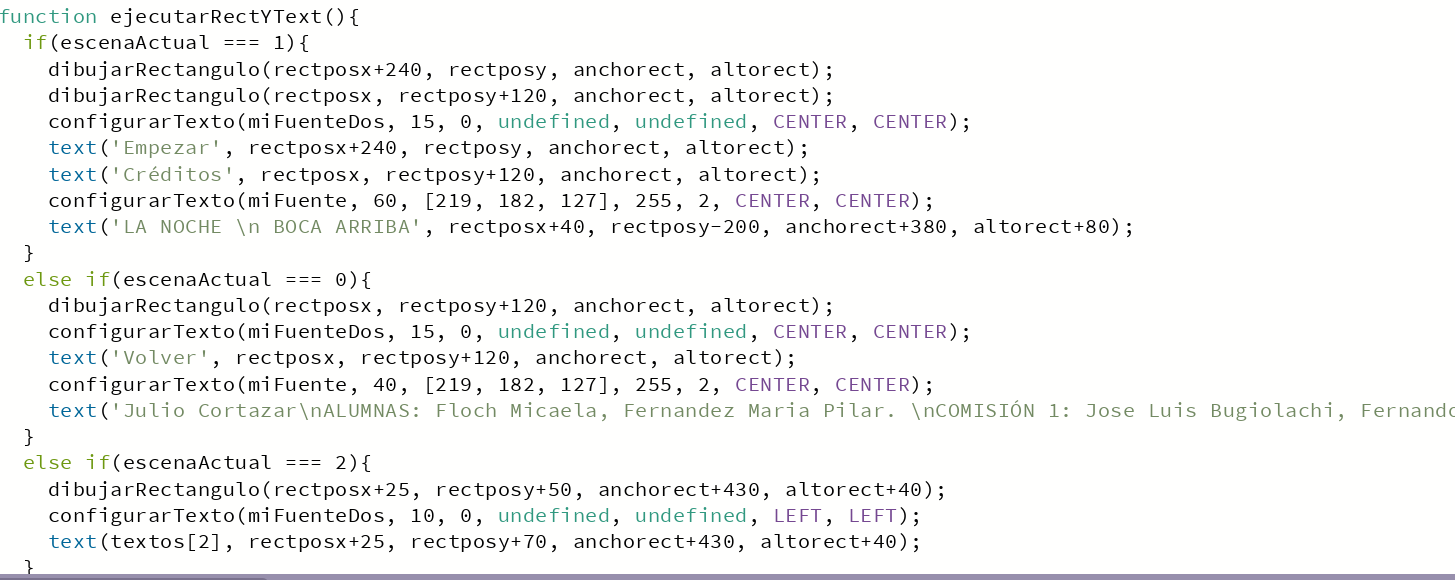 function ejecutarRectYText(){
  if(escenaActual === 1){
    dibujarRectangulo(rectposx+240, rectposy, anchorect, altorect);
    dibujarRectangulo(rectposx, rectposy+120, anchorect, altorect);
    configurarTexto(miFuenteDos, 15, 0, undefined, undefined, CENTER, CENTER);
    text('Empezar', rectposx+240, rectposy, anchorect, altorect);
    text('Créditos', rectposx, rectposy+120, anchorect, altorect);
    configurarTexto(miFuente, 60, [219, 182, 127], 255, 2, CENTER, CENTER);
    text('LA NOCHE \n BOCA ARRIBA', rectposx+40, rectposy-200, anchorect+380, altorect+80);
  }
  else if(escenaActual === 0){
    dibujarRectangulo(rectposx, rectposy+120, anchorect, altorect);
    configurarTexto(miFuenteDos, 15, 0, undefined, undefined, CENTER, CENTER);
    text('Volver', rectposx, rectposy+120, anchorect, altorect);
    configurarTexto(miFuente, 40, [219, 182, 127], 255, 2, CENTER, CENTER);
    text('Julio Cortazar\nALUMNAS: Floch Micaela, Fernandez Maria Pilar. \nCOMISIÓN 1: Jose Luis Bugiolachi, Fernand
  }
  else if(escenaActual === 2){
    dibujarRectangulo(rectposx+25, rectposy+50, anchorect+430, altorect+40);
    configurarTexto(miFuenteDos, 10, 0, undefined, undefined, LEFT, LEFT);
    text(textos[2], rectposx+25, rectposy+70, anchorect+430, altorect+40);
  }